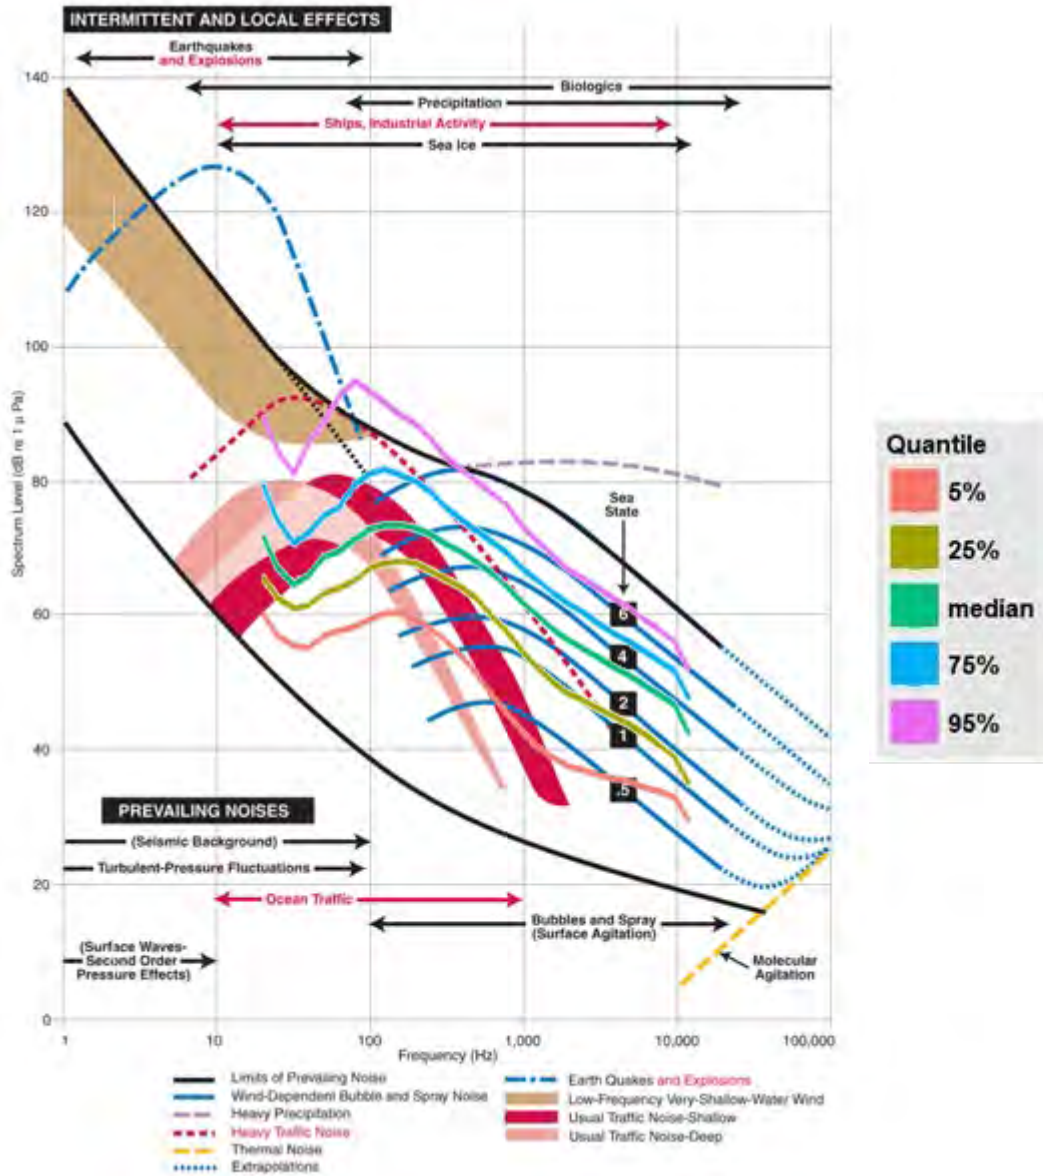 INTERMITTENT AND LOCAL EFFECTS
Earthquakes
and Explosions
Biologics
Precipitation
Ships, Industrial Activity
Sea Ice
140
120
100
80
60
40
20
0
Spectrum Level (dB re 1 µ Pa)
Sea
State
6
4
2
1
.5
PREVAILING NOISES
(Seismic Background)
Turbulent-Pressure Fluctuations
Ocean Traffic
Bubbles and Spray
(Surface Agitation)
(Surface Waves-
Second Order
Pressure Effects)
Molecular
Agitation
1
10
100
1,000
10,000
100,000
Frequency (Hz)
Limits of Prevailing Noise
Wind-Dependent Bubble and Spray Noise
Heavy Precipitation
Heavy Traffic Noise
Thermal Noise
Extrapolations
Earth Quakes and Explosions
Low-Frequency Very-Shallow-Water Wind
Usual Traffic Noise-Shallow
Usual Traffic Noise-Deep
Quantile
5%
25%
median
75%
95%